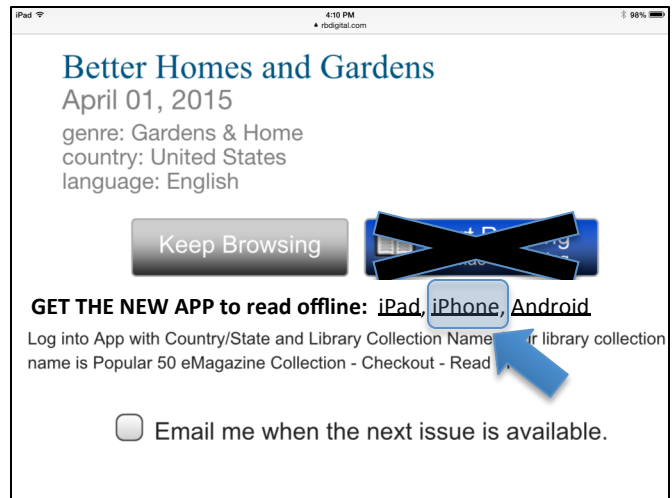 iPad 4:10 PM 98%
rbdigital.com
Better Homes and Gardens
April 01, 2015
genre: Gardens & Home
country: United States
language: English
Keep Browsing
GET THE NEW APP to read offline: iPad, iPhone, Android
Log into App with Country/State and Library Collection Name r library collection
name is Popular 50 eMagazine Collection - Checkout - Read
Email me when the next issue is available.